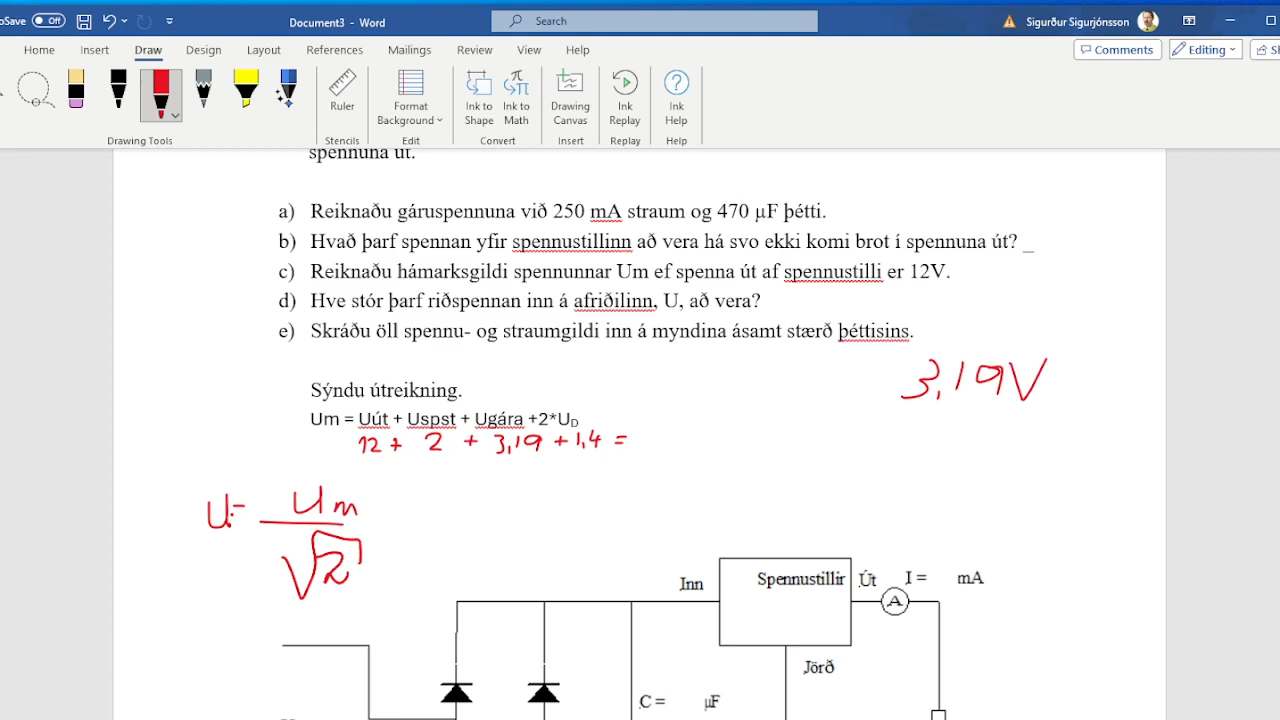 Save Off Document3 - Word Search Sigurður Sigurjónsson
Home Insert Draw Design Layout References Mailings Review View Help Comments Editing
Ruler Format Background Ink to Shape Ink to Math Drawing Canvas Ink Replay Ink Help
Drawing Tools Stencils Edit Convert Insert Replay Help
spennuna út.
a) Reiknaðu gáruspennuna við 250 mA straum og 470 µF þétti.
b) Hvað þarf spennan yfir spennustillinn að vera há svo ekki komi brot í spennuna út? _
c) Reiknaðu hámarksgildi spennunnar Um ef spenna út af spennustilli er 12V.
d) Hve stór þarf riðspennan inn á afriðilinn, U, að vera?
e) Skráðu öll spennu- og straumgildi inn á myndina ásamt stærð þéttisins.
3,19V
Sýndu útreikning.
Um = Uút + Uspst + Ugára +2*UD
12 + 2 + 3,19 + 1,4 =
U = Um
√2
Inn Spennustillir Út I = mA
A
Jörð
C = µF